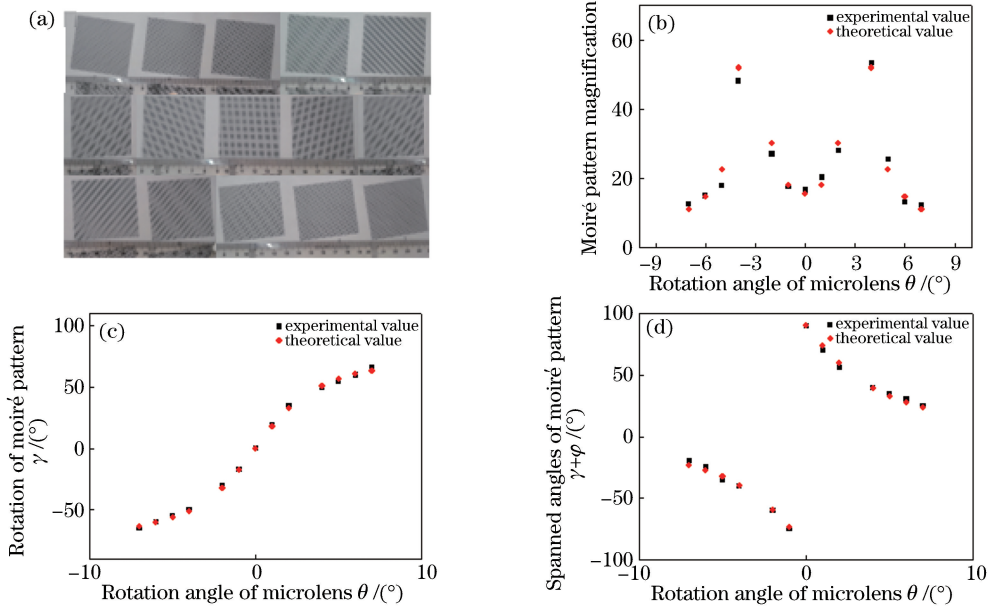 (a)
(b)
experimental value
theoretical value
Moiré pattern magnification
60
40
20
0
−9 −6 −3 0 3 6 9
Rotation angle of microlens θ /(°)
(c)
experimental value
theoretical value
Rotation of moiré pattern
γ /(°)
100
50
0
−50
−10 0 10
Rotation angle of microlens θ /(°)
(d)
experimental value
theoretical value
Spanned angles of moiré pattern
γ+φ /(°)
100
50
0
−50
−100
−10 0 10
Rotation angle of microlens θ /(°)